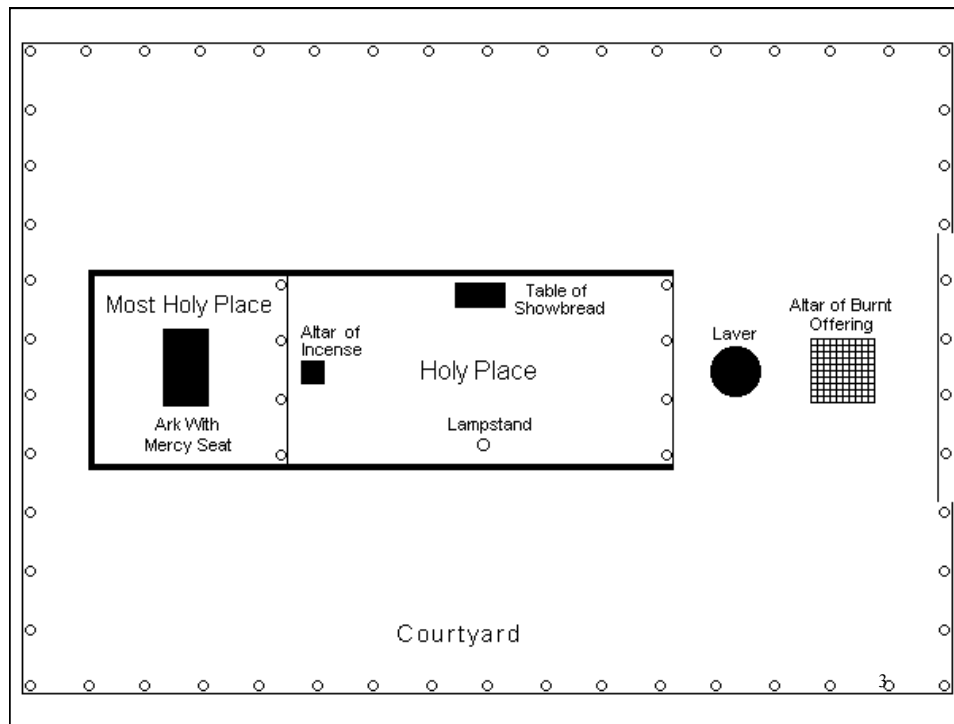 Most Holy Place
Ark With
Mercy Seat
Altar of
Incense
Table of
Showbread
Holy Place
Lampstand
Laver
Altar of Burnt
Offering
Courtyard
3